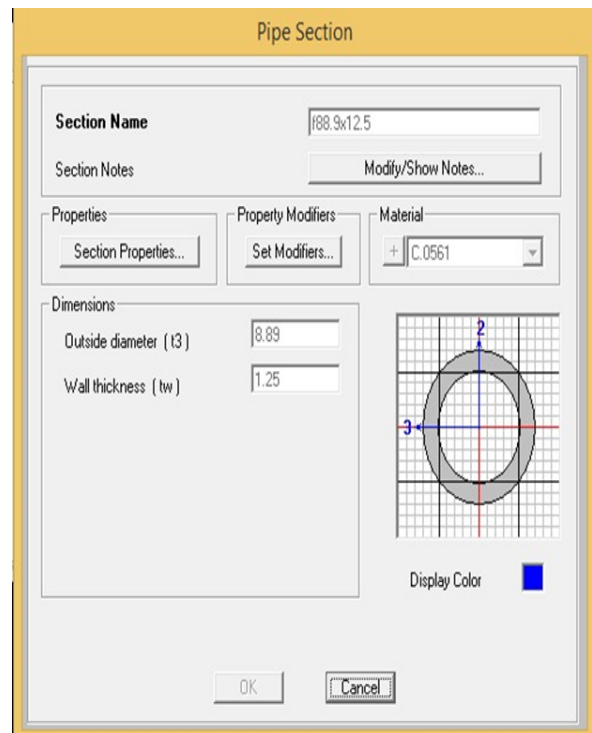 Pipe Section
Section Name
f88.9x12.5
Section Notes
Modify/Show Notes...
Properties
Section Properties...
Property Modifiers
Set Modifiers...
Material
+
C.0561
Dimensions
Outside diameter ( t3 )
8.89
Wall thickness ( tw )
1.25
2
3
Display Color
OK
Cancel